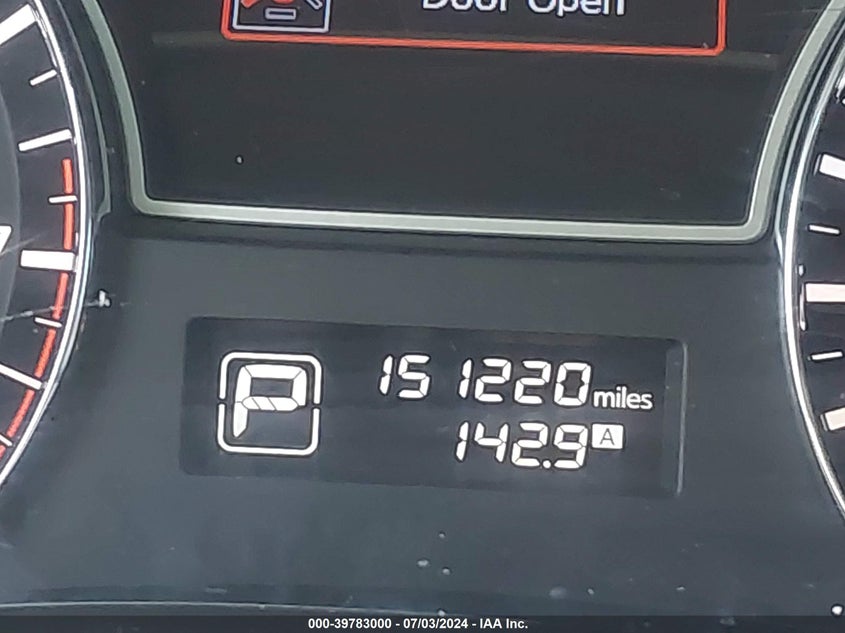 Door Open
P
151220 miles
142.9 A
000-39783000 - 07/03/2024 - IAA Inc.